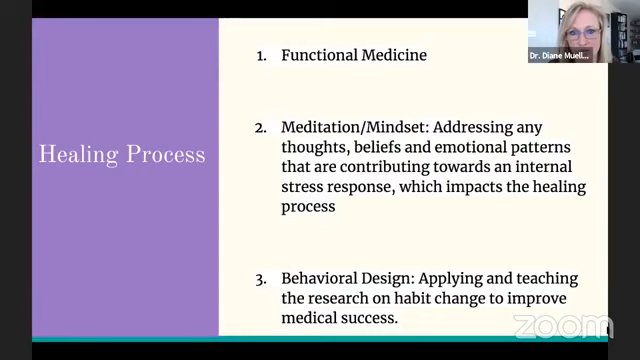 Healing Process
1. Functional Medicine
2. Meditation/Mindset: Addressing any
thoughts, beliefs and emotional patterns
that are contributing towards an internal
stress response, which impacts the healing
process
3. Behavioral Design: Applying and teaching
the research on habit change to improve
medical success.
Dr. Diane Muell...
zoom